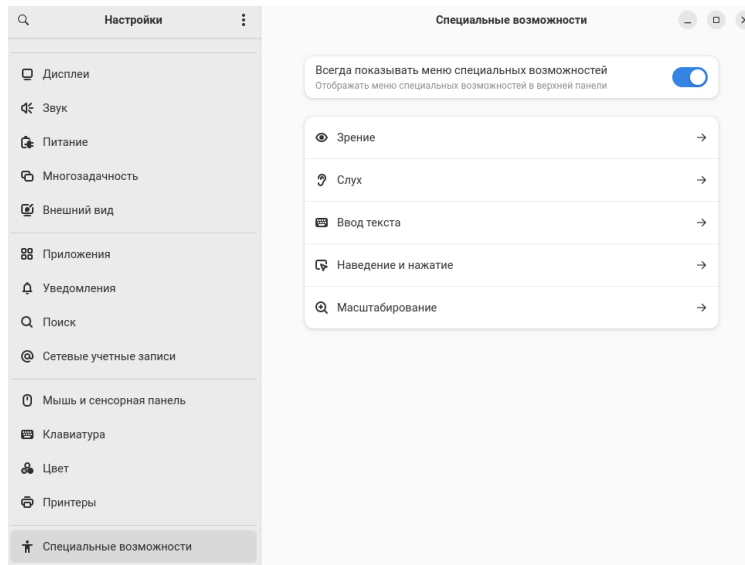 Настройки
Дисплеи
Звук
Питание
Многозадачность
Внешний вид
Приложения
Уведомления
Поиск
Сетевые учетные записи
Мышь и сенсорная панель
Клавиатура
Цвет
Принтеры
Специальные возможности
Специальные возможности
Всегда показывать меню специальных возможностей
Отображать меню специальных возможностей в верхней панели
Зрение
Слух
Ввод текста
Наведение и нажатие
Масштабирование